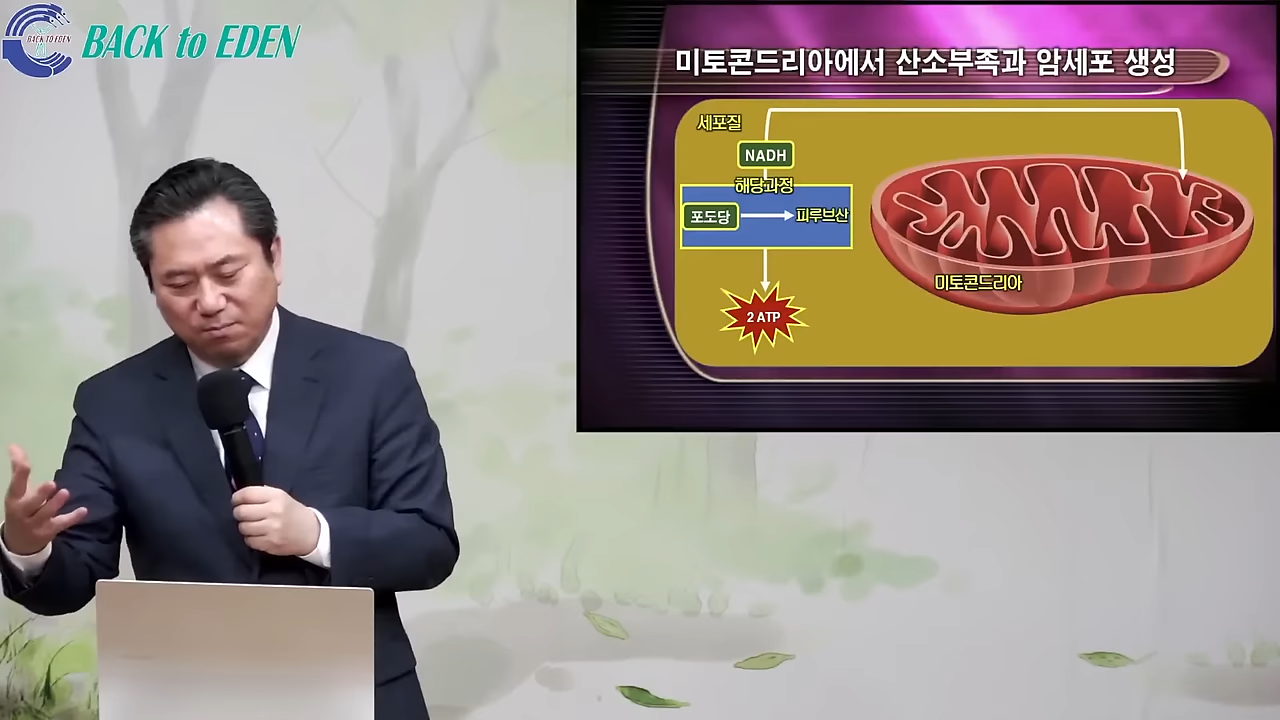 BACK TO EDEN
BACK to EDEN
미토콘드리아에서 산소부족과 암세포 생성
세포질
NADH
해당과정
포도당
피루브산
미토콘드리아
2 ATP